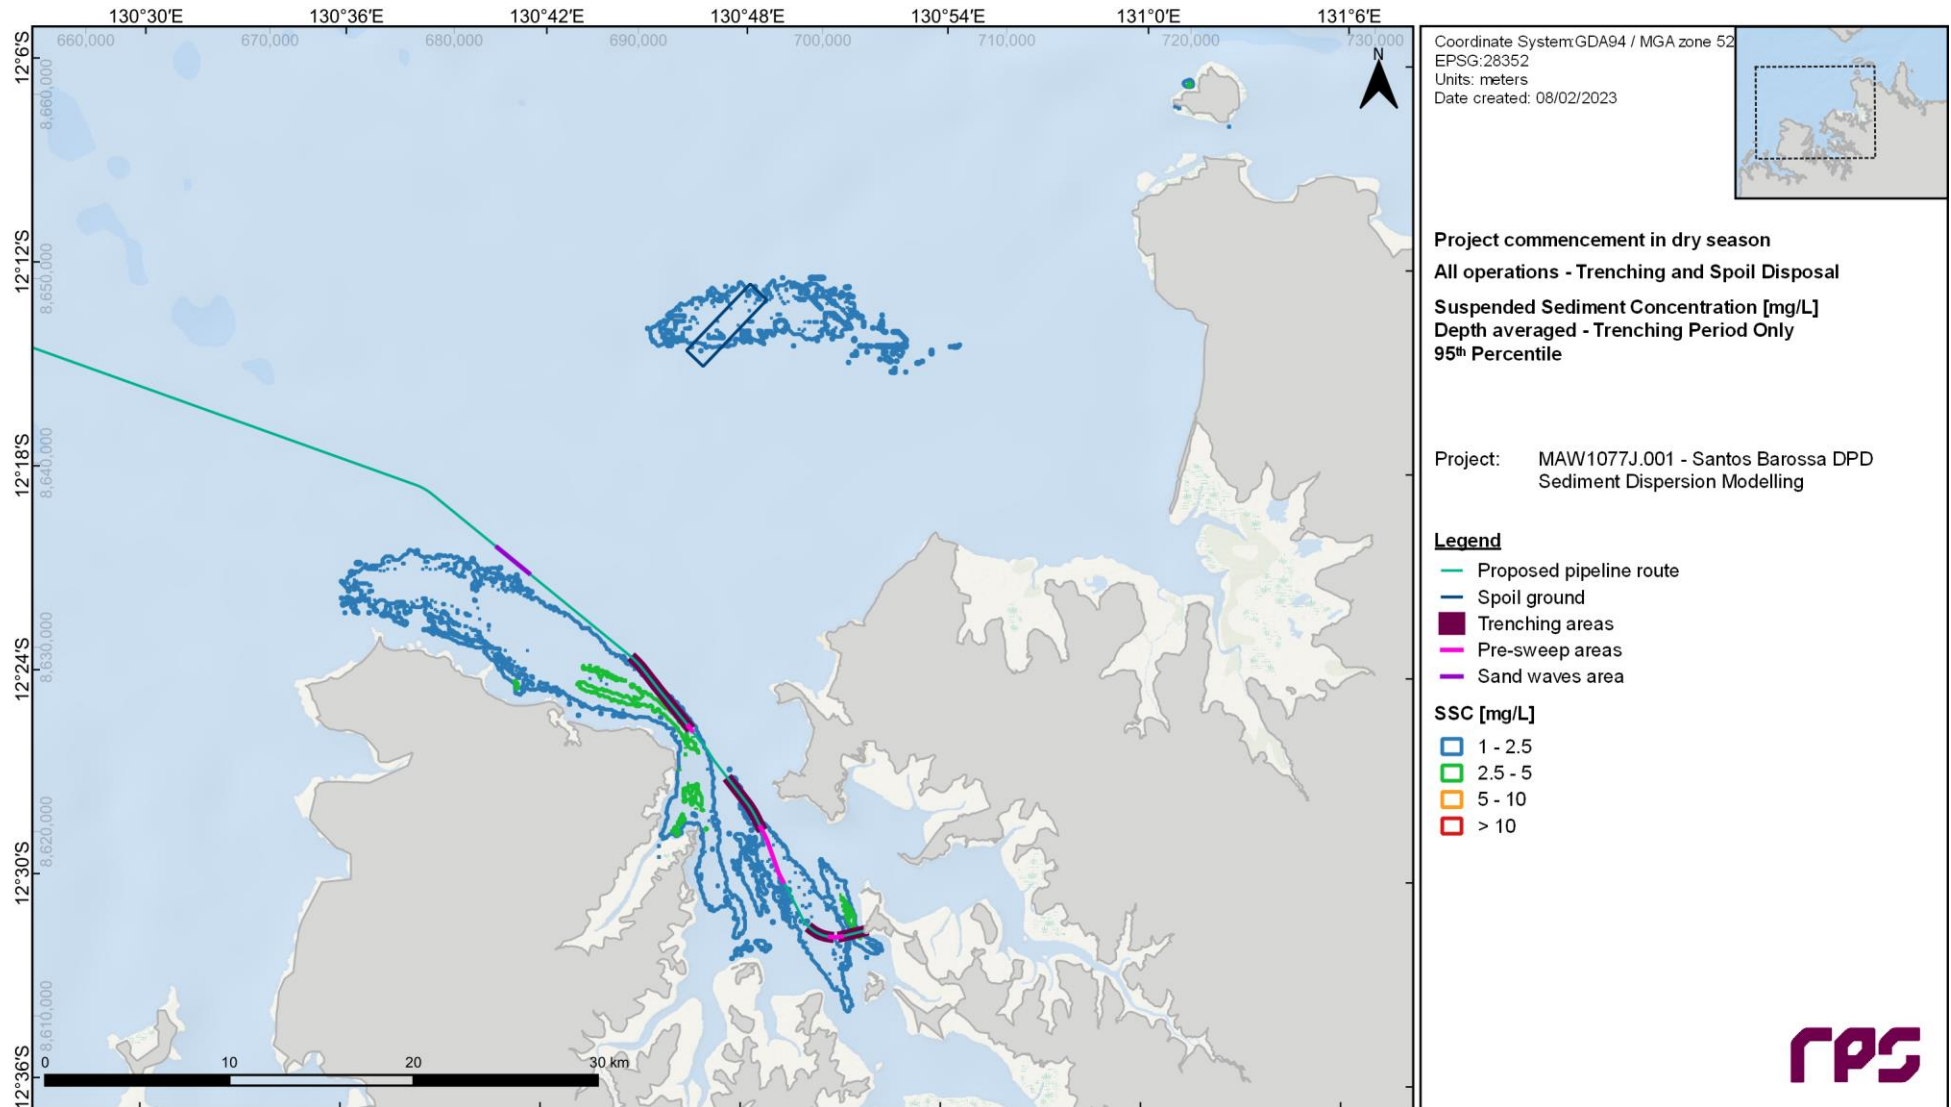 130°30'E 130°36'E 130°42'E 130°48'E 130°54'E 131°0'E 131°6'E
660,000 670,000 680,000 690,000 700,000 710,000 720,000 730,000
12°6'S
8,660,000
12°12'S
8,650,000
12°18'S
8,640,000
12°24'S
8,630,000
12°30'S
8,620,000
12°36'S
8,610,000
N
0 10 20 30 km
Coordinate System:GDA94 / MGA zone 52
EPSG:28352
Units: meters
Date created: 08/02/2023
Project commencement in dry season
All operations - Trenching and Spoil Disposal
Suspended Sediment Concentration [mg/L]
Depth averaged - Trenching Period Only
95th Percentile
Project: MAW1077J.001 - Santos Barossa DPD
Sediment Dispersion Modelling
Legend
Proposed pipeline route
Spoil ground
Trenching areas
Pre-sweep areas
Sand waves area
SSC [mg/L]
1 - 2.5
2.5 - 5
5 - 10
> 10
rps